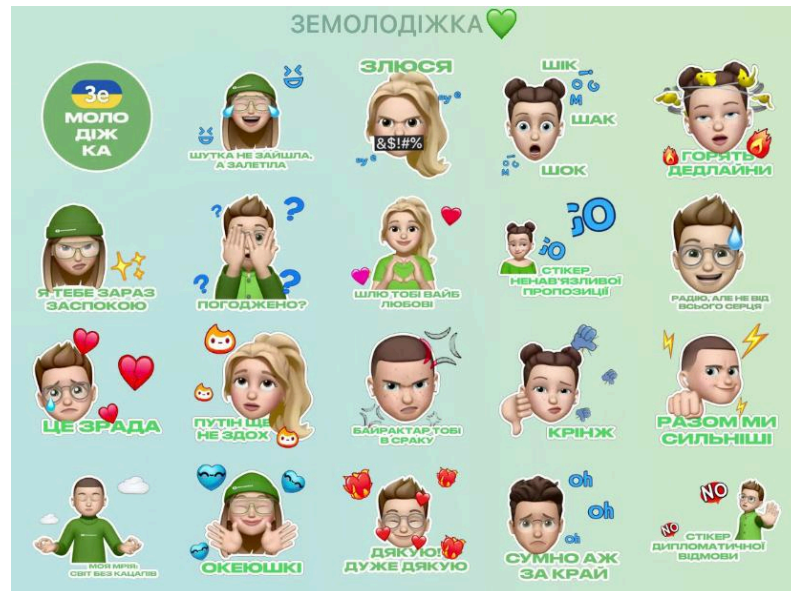 ЗЕМОЛОДІЖКА💚
Зе
МОЛО
ДІЖ
КА
ШУТКА НЕ ЗАЙШЛА,
А ЗАЛЕТІЛА
ЗЛЮСЯ
&$!#%
ШІК
ШАК
ШОК
ГОРЯТЬ
ДЕДЛАЙНИ
Я ТЕБЕ ЗАРАЗ
ЗАСПОКОЮ
? ? ? ?
ПОГОДЖЕНО?
ШЛЮ ТОБІ ВАЙБ
ЛЮБОВІ
ЙО
ЙО
СТІКЕР
НЕНАВ'ЯЗЛИВОЇ
ПРОПОЗИЦІЇ
РАДІЮ, АЛЕ НЕ ВІД
ВСЬОГО СЕРЦЯ
ЦЕ ЗРАДА
ПУТІН ЩЕ
НЕ ЗДОХ
БАЙРАКТАР ТОБІ
В СРАКУ
КРІНЖ
РАЗОМ МИ
СИЛЬНІШІ
МОЯ МРІЯ:
СВІТ БЕЗ КАЦАПІВ
ОКЕЮШКІ
ДЯКУЮ!
ДУЖЕ ДЯКУЮ
Oh
Oh
Oh
СУМНО АЖ
ЗА КРАЙ
NO
NO
СТІКЕР
ДИПЛОМАТИЧНОЇ
ВІДМОВИ